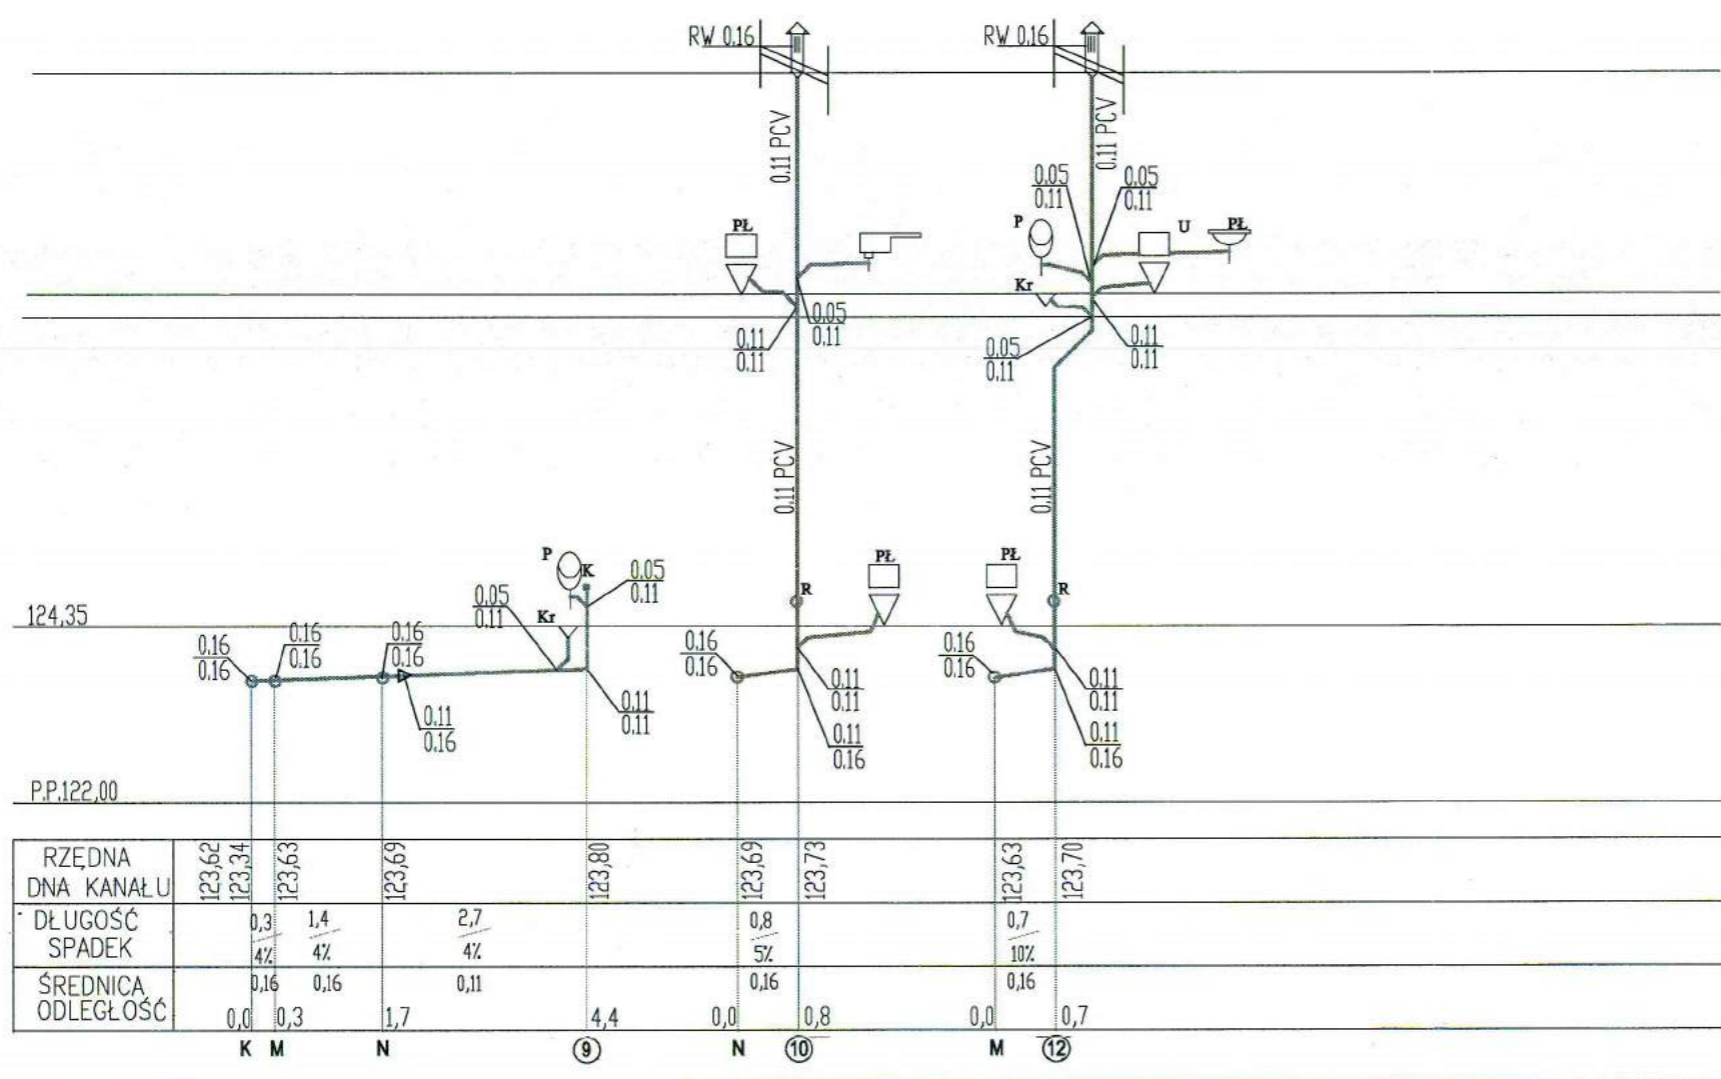 RW 0.16
RW 0.16
0.11 PCV
0.11 PCV
0.05
0.11
0.05
0.11
PŁ
P
U
PŁ
Kr
0.05
0.11
0.11
0.11
0.05
0.11
0.11
0.11
0.11 PCV
0.11 PCV
P
K
0.05
0.11
PŁ
PŁ
R
R
0.05
0.11
Kr
124,35
0.16
0.16
0.16
0.16
0.16
0.16
0.16
0.16
0.16
0.16
0.11
0.16
0.11
0.11
0.11
0.11
0.11
0.16
0.11
0.11
0.11
0.16
P.P.122,00
RZĘDNA
DNA KANAŁU
123,62
123,34
123,63
123,69
123,80
123,69
123,73
123,63
123,70
DŁUGOŚĆ
SPADEK
0,3
1,4
2,7
0,8
0,7
4%
4%
4%
5%
10%
ŚREDNICA
ODLEGŁOŚĆ
0,16
0,16
0,11
0,16
0,16
0,0
0,3
1,7
4,4
0,0
0,8
0,0
0,7
K M N 9 N 10 M 12